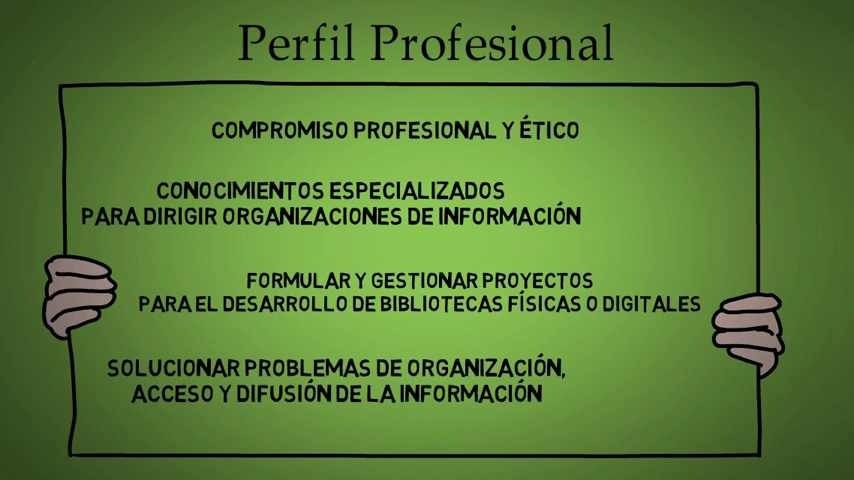 Perfil Profesional
COMPROMISO PROFESIONAL Y ÉTICO
CONOCIMIENTOS ESPECIALIZADOS
PARA DIRIGIR ORGANIZACIONES DE INFORMACIÓN
FORMULAR Y GESTIONAR PROYECTOS
PARA EL DESARROLLO DE BIBLIOTECAS FÍSICAS O DIGITALES
SOLUCIONAR PROBLEMAS DE ORGANIZACIÓN,
ACCESO Y DIFUSIÓN DE LA INFORMACIÓN